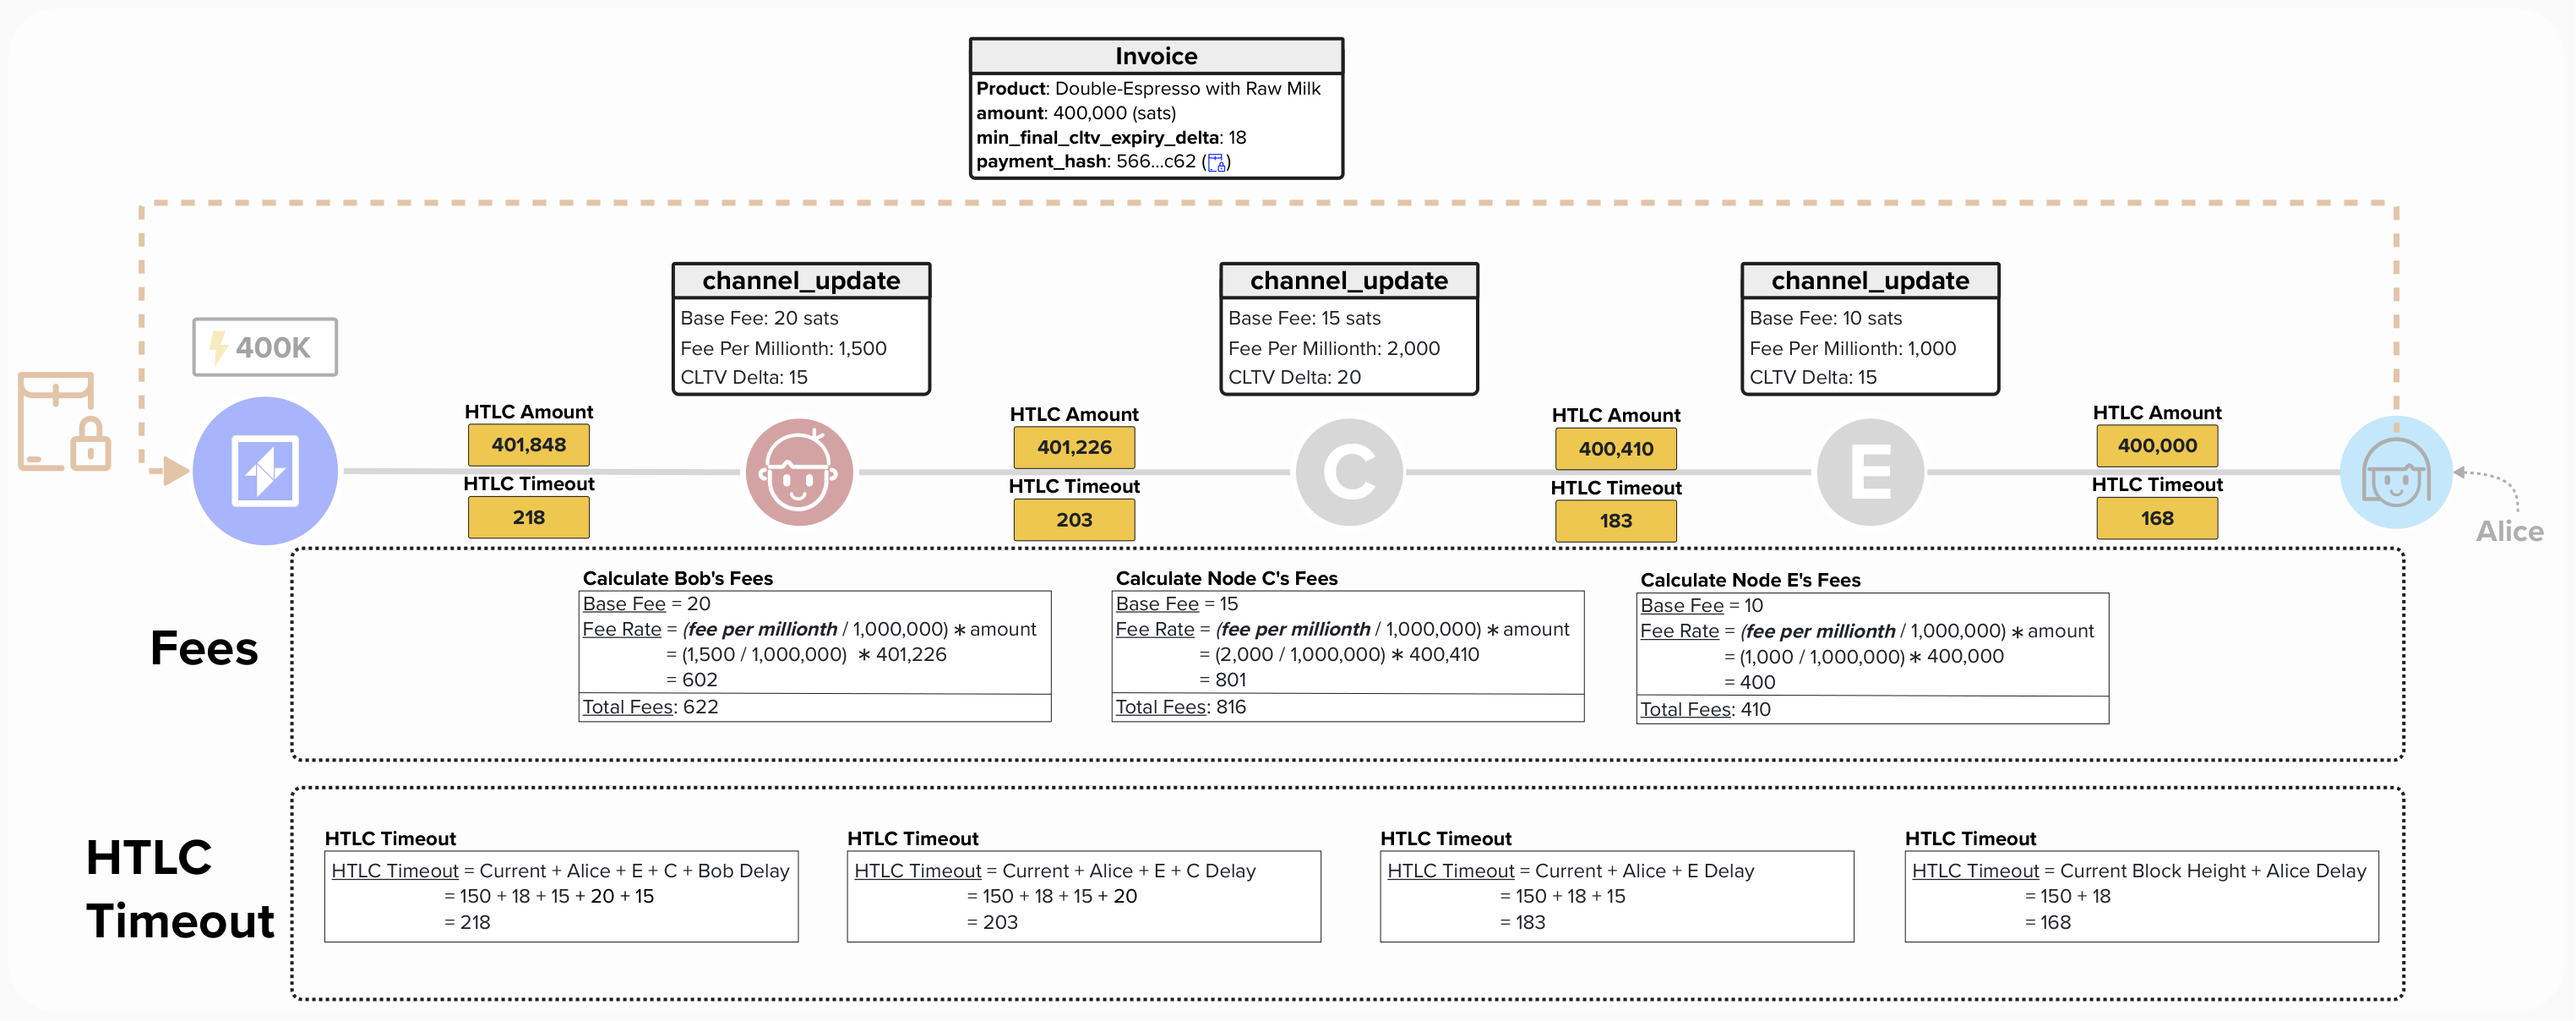 Invoice
Product: Double-Espresso with Raw Milk
amount: 400,000 (sats)
min_final_cltv_expiry_delta: 18
payment_hash: 566...c62 ()
400K
channel_update
Base Fee: 20 sats
Fee Per Millionth: 1,500
CLTV Delta: 15
channel_update
Base Fee: 15 sats
Fee Per Millionth: 2,000
CLTV Delta: 20
channel_update
Base Fee: 10 sats
Fee Per Millionth: 1,000
CLTV Delta: 15
HTLC Amount
401,848
HTLC Timeout
218
HTLC Amount
401,226
HTLC Timeout
203
C
HTLC Amount
400,410
HTLC Timeout
183
E
HTLC Amount
400,000
HTLC Timeout
168
Alice
Fees
Calculate Bob's Fees
Base Fee = 20
Fee Rate = (fee per millionth / 1,000,000) * amount
= (1,500 / 1,000,000) * 401,226
= 602
Total Fees: 622
Calculate Node C's Fees
Base Fee = 15
Fee Rate = (fee per millionth / 1,000,000) * amount
= (2,000 / 1,000,000) * 400,410
= 801
Total Fees: 816
Calculate Node E's Fees
Base Fee = 10
Fee Rate = (fee per millionth / 1,000,000) * amount
= (1,000 / 1,000,000) * 400,000
= 400
Total Fees: 410
HTLC
Timeout
HTLC Timeout
HTLC Timeout = Current + Alice + E + C + Bob Delay
= 150 + 18 + 15 + 20 + 15
= 218
HTLC Timeout
HTLC Timeout = Current + Alice + E + C Delay
= 150 + 18 + 15 + 20
= 203
HTLC Timeout
HTLC Timeout = Current + Alice + E Delay
= 150 + 18 + 15
= 183
HTLC Timeout
HTLC Timeout = Current Block Height + Alice Delay
= 150 + 18
= 168